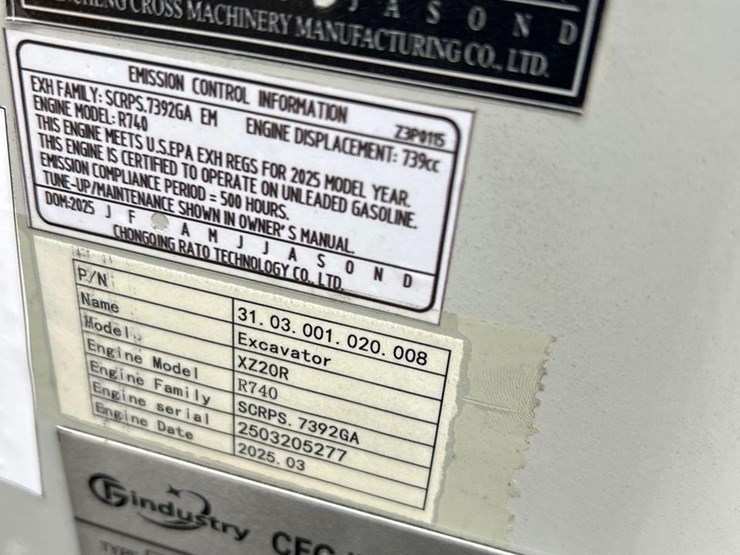 J A S O N D
CROSS MACHINERY MANUFACTURING CO., LTD.
EMISSION CONTROL INFORMATION
Z3P0115
EXH FAMILY: SCRPS.7392GA EM
ENGINE DISPLACEMENT: 739cc
ENGINE MODEL: R740
THIS ENGINE MEETS U.S.EPA EXH REGS FOR 2025 MODEL YEAR.
THIS ENGINE IS CERTIFIED TO OPERATE ON UNLEADED GASOLINE.
EMISSION COMPLIANCE PERIOD = 500 HOURS.
TUNE-UP/MAINTENANCE SHOWN IN OWNER'S MANUAL.
DOM:2025 J F A M J J A S O N D
CHONGQING RATO TECHNOLOGY CO., LTD.
P/N 31.03.001.020.008
Name Excavator
Model XZ20R
Engine Model R740
Engine Family SCRPS.7392GA
Engine serial 2503205277
Engine Date 2025.03
CFGindustry